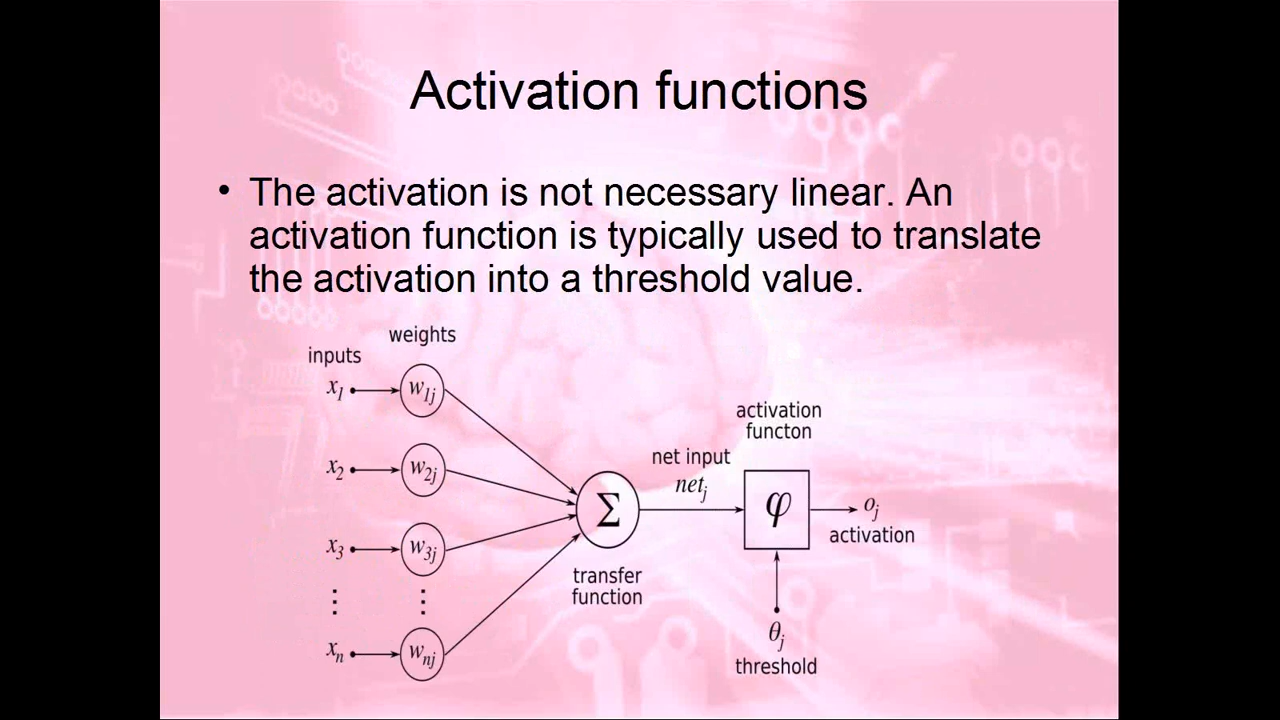 Activation functions
• The activation is not necessary linear. An
activation function is typically used to translate
the activation into a threshold value.
weights
inputs
x1 w1j
activation
functon
x2 w2j
net input
netj
Σ φ oj
activation
x3 w3j
transfer
function
⋮ ⋮
θj
xn wnj
threshold